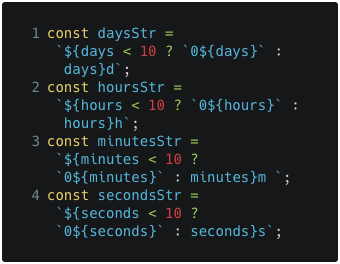 1 const daysStr =
`${days < 10 ? `0${days}` :
days}d`;
2 const hoursStr =
`${hours < 10 ? `0${hours}` :
hours}h`;
3 const minutesStr =
`${minutes < 10 ?
`0${minutes}` : minutes}m `;
4 const secondsStr =
`${seconds < 10 ?
`0${seconds}` : seconds}s`;